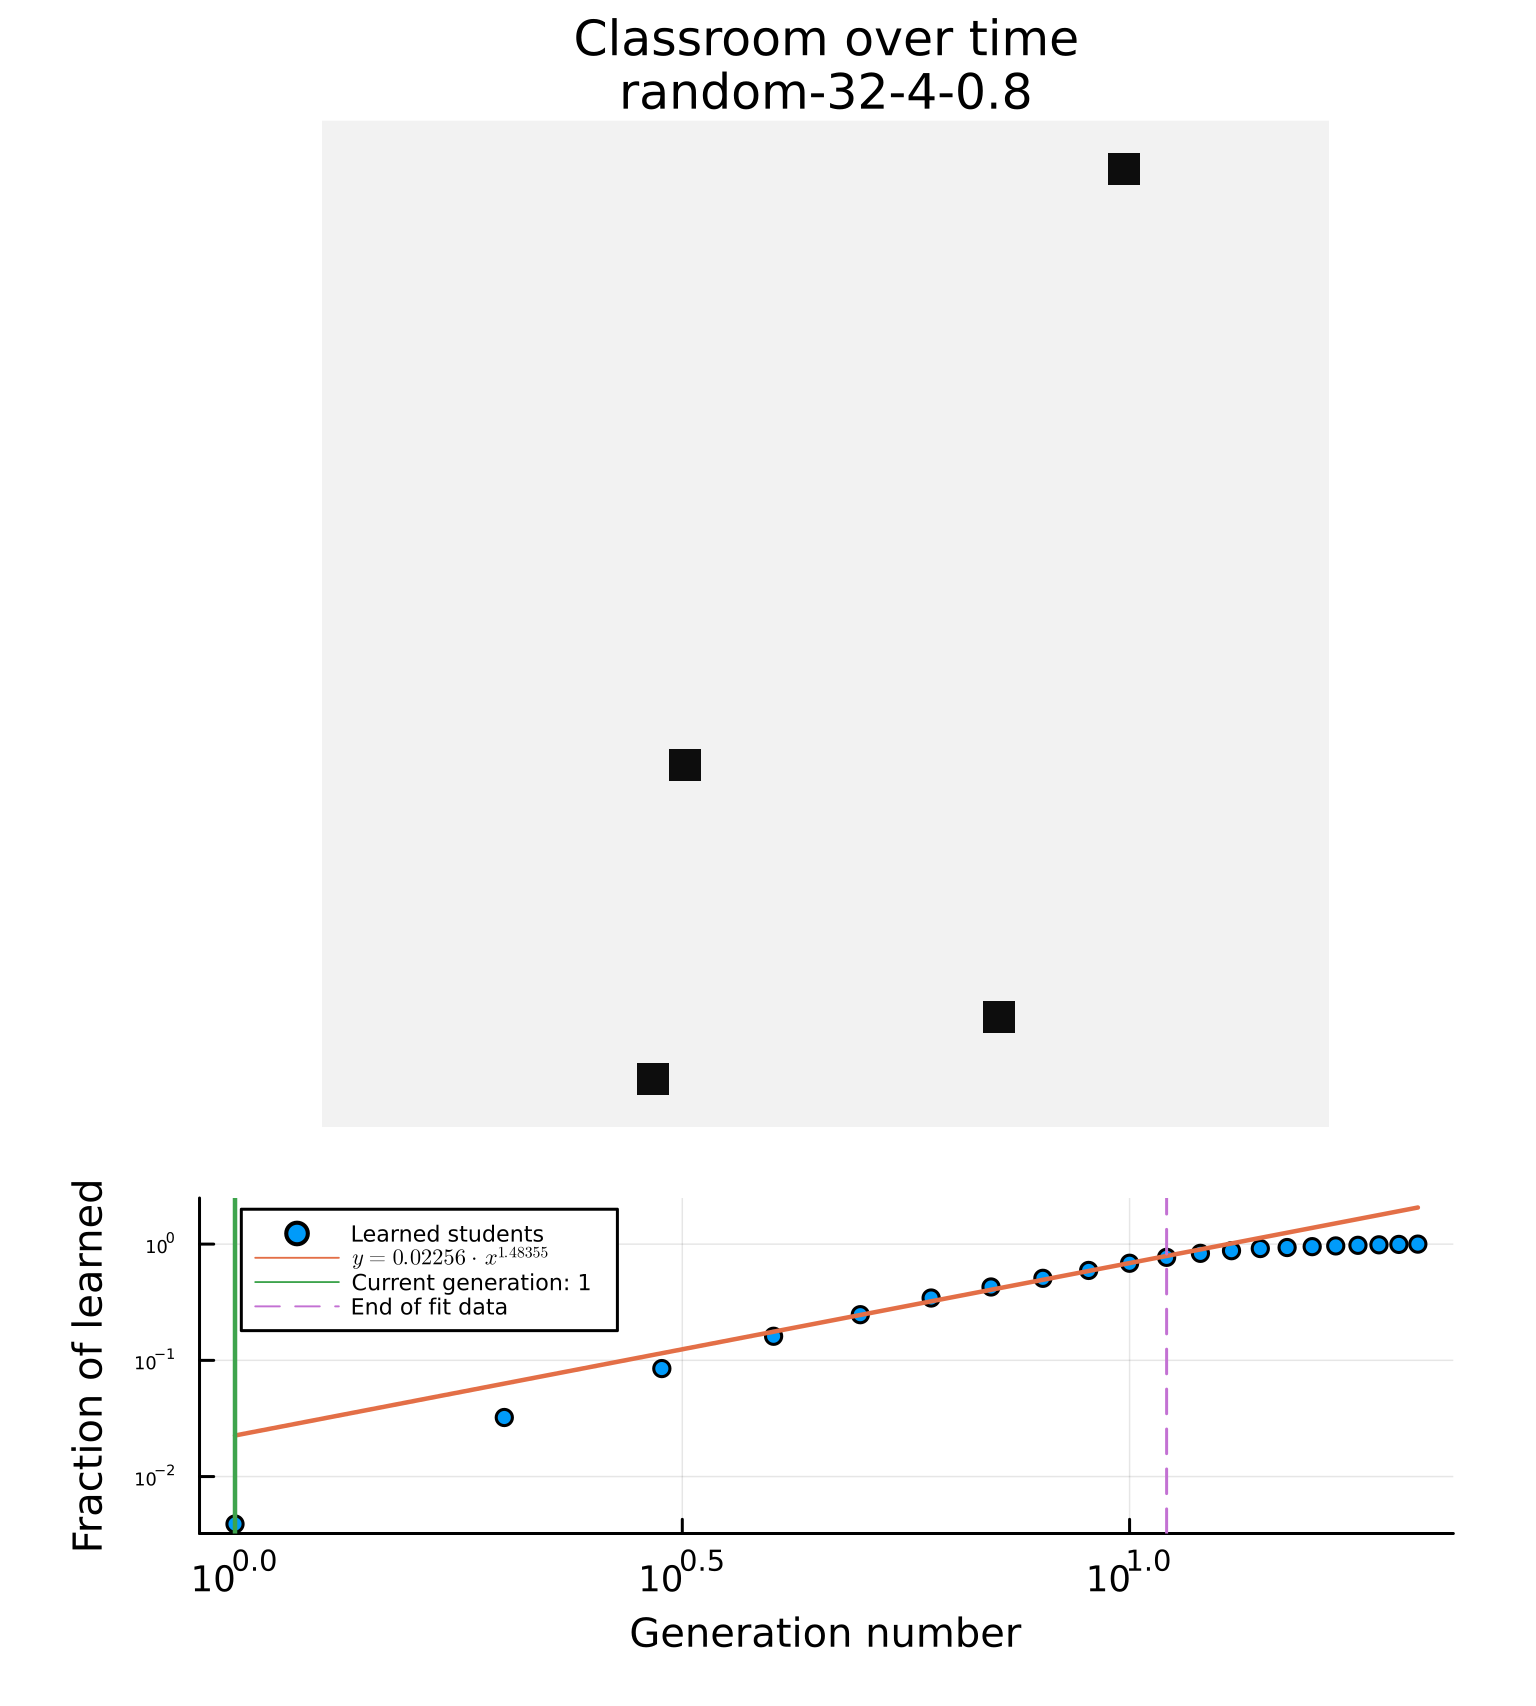 Classroom over time
random-32-4-0.8
Fraction of learned
Learned students
y = 0.02256 · x^1.48355
Current generation: 1
End of fit data
10^0
10^−1
10^−2
10^0.0 10^0.5 10^1.0
Generation number